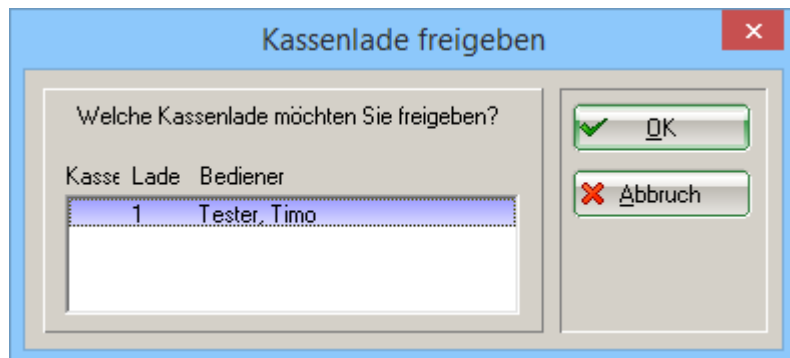 Kassenlade freigeben
Welche Kassenlade möchten Sie freigeben?
OK
Kasse Lade Bediener
Abbruch
1 Tester, Timo